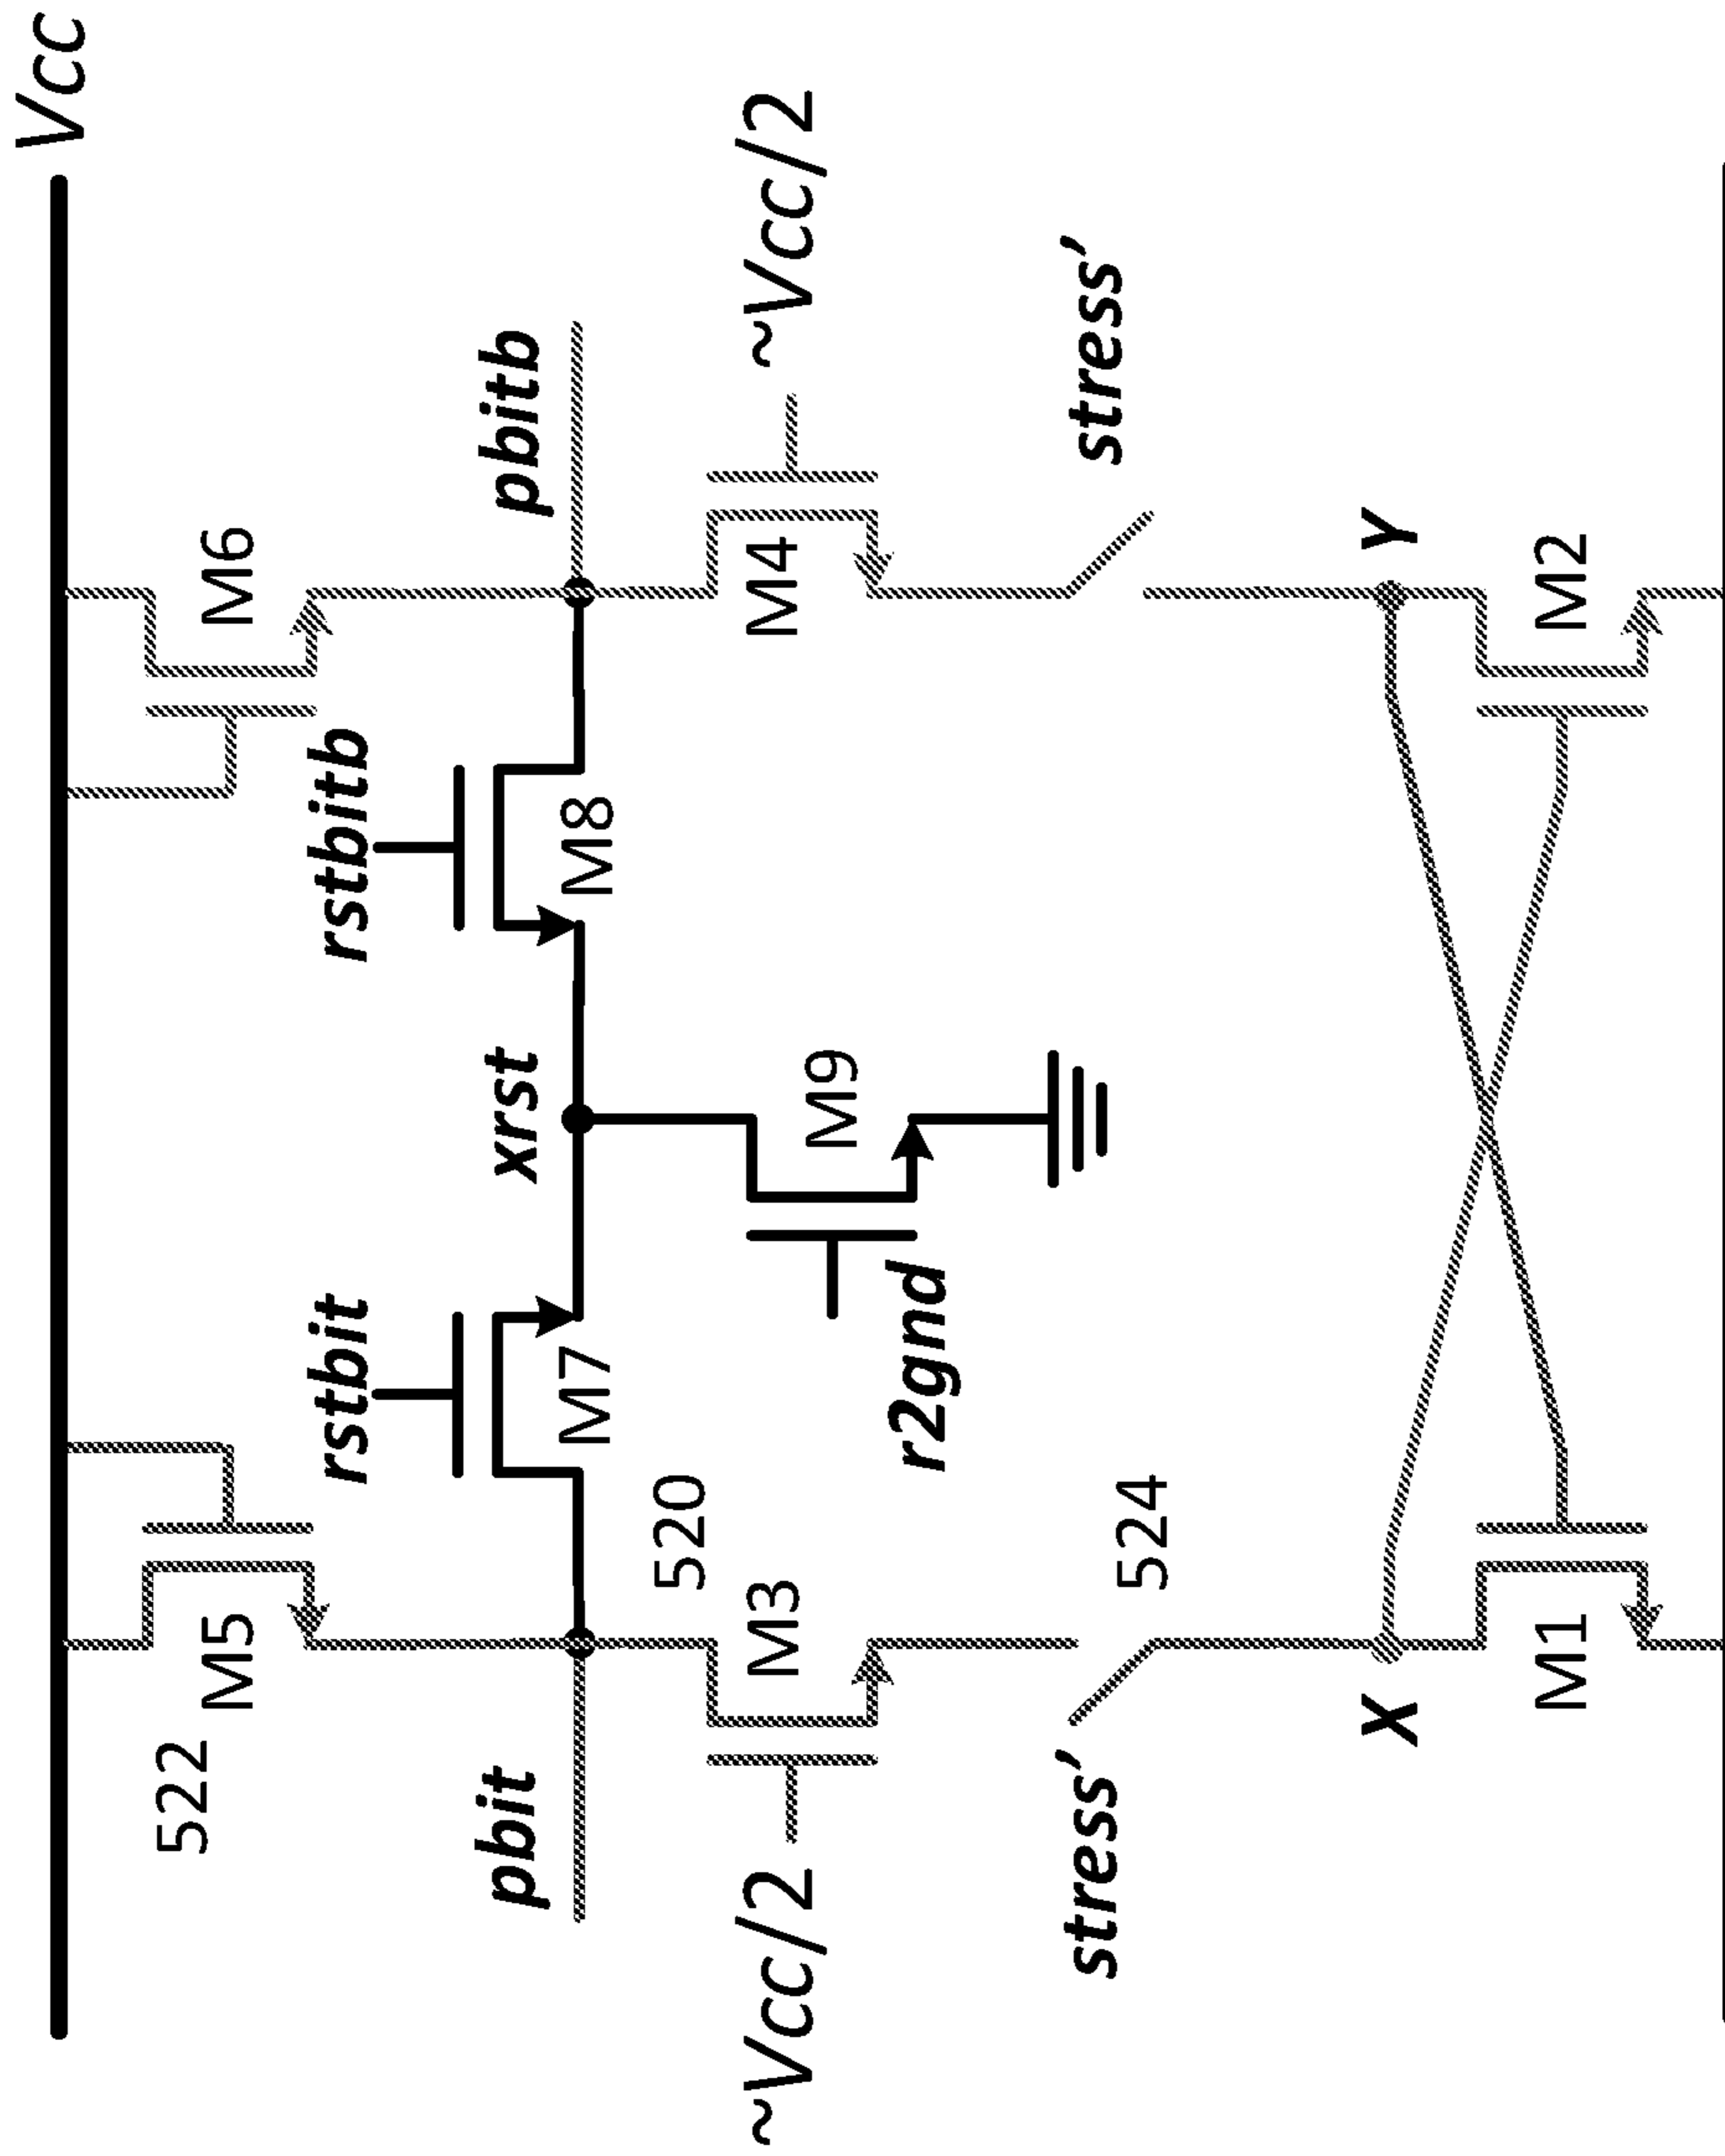 Vcc
522
M5
M6
rstbit
rstbitb
pbit
xrst
pbitb
M7
M8
520
~Vcc/2
M3
M9
M4
~Vcc/2
r2gnd
stress’
524
stress’
X
Y
M1
M2